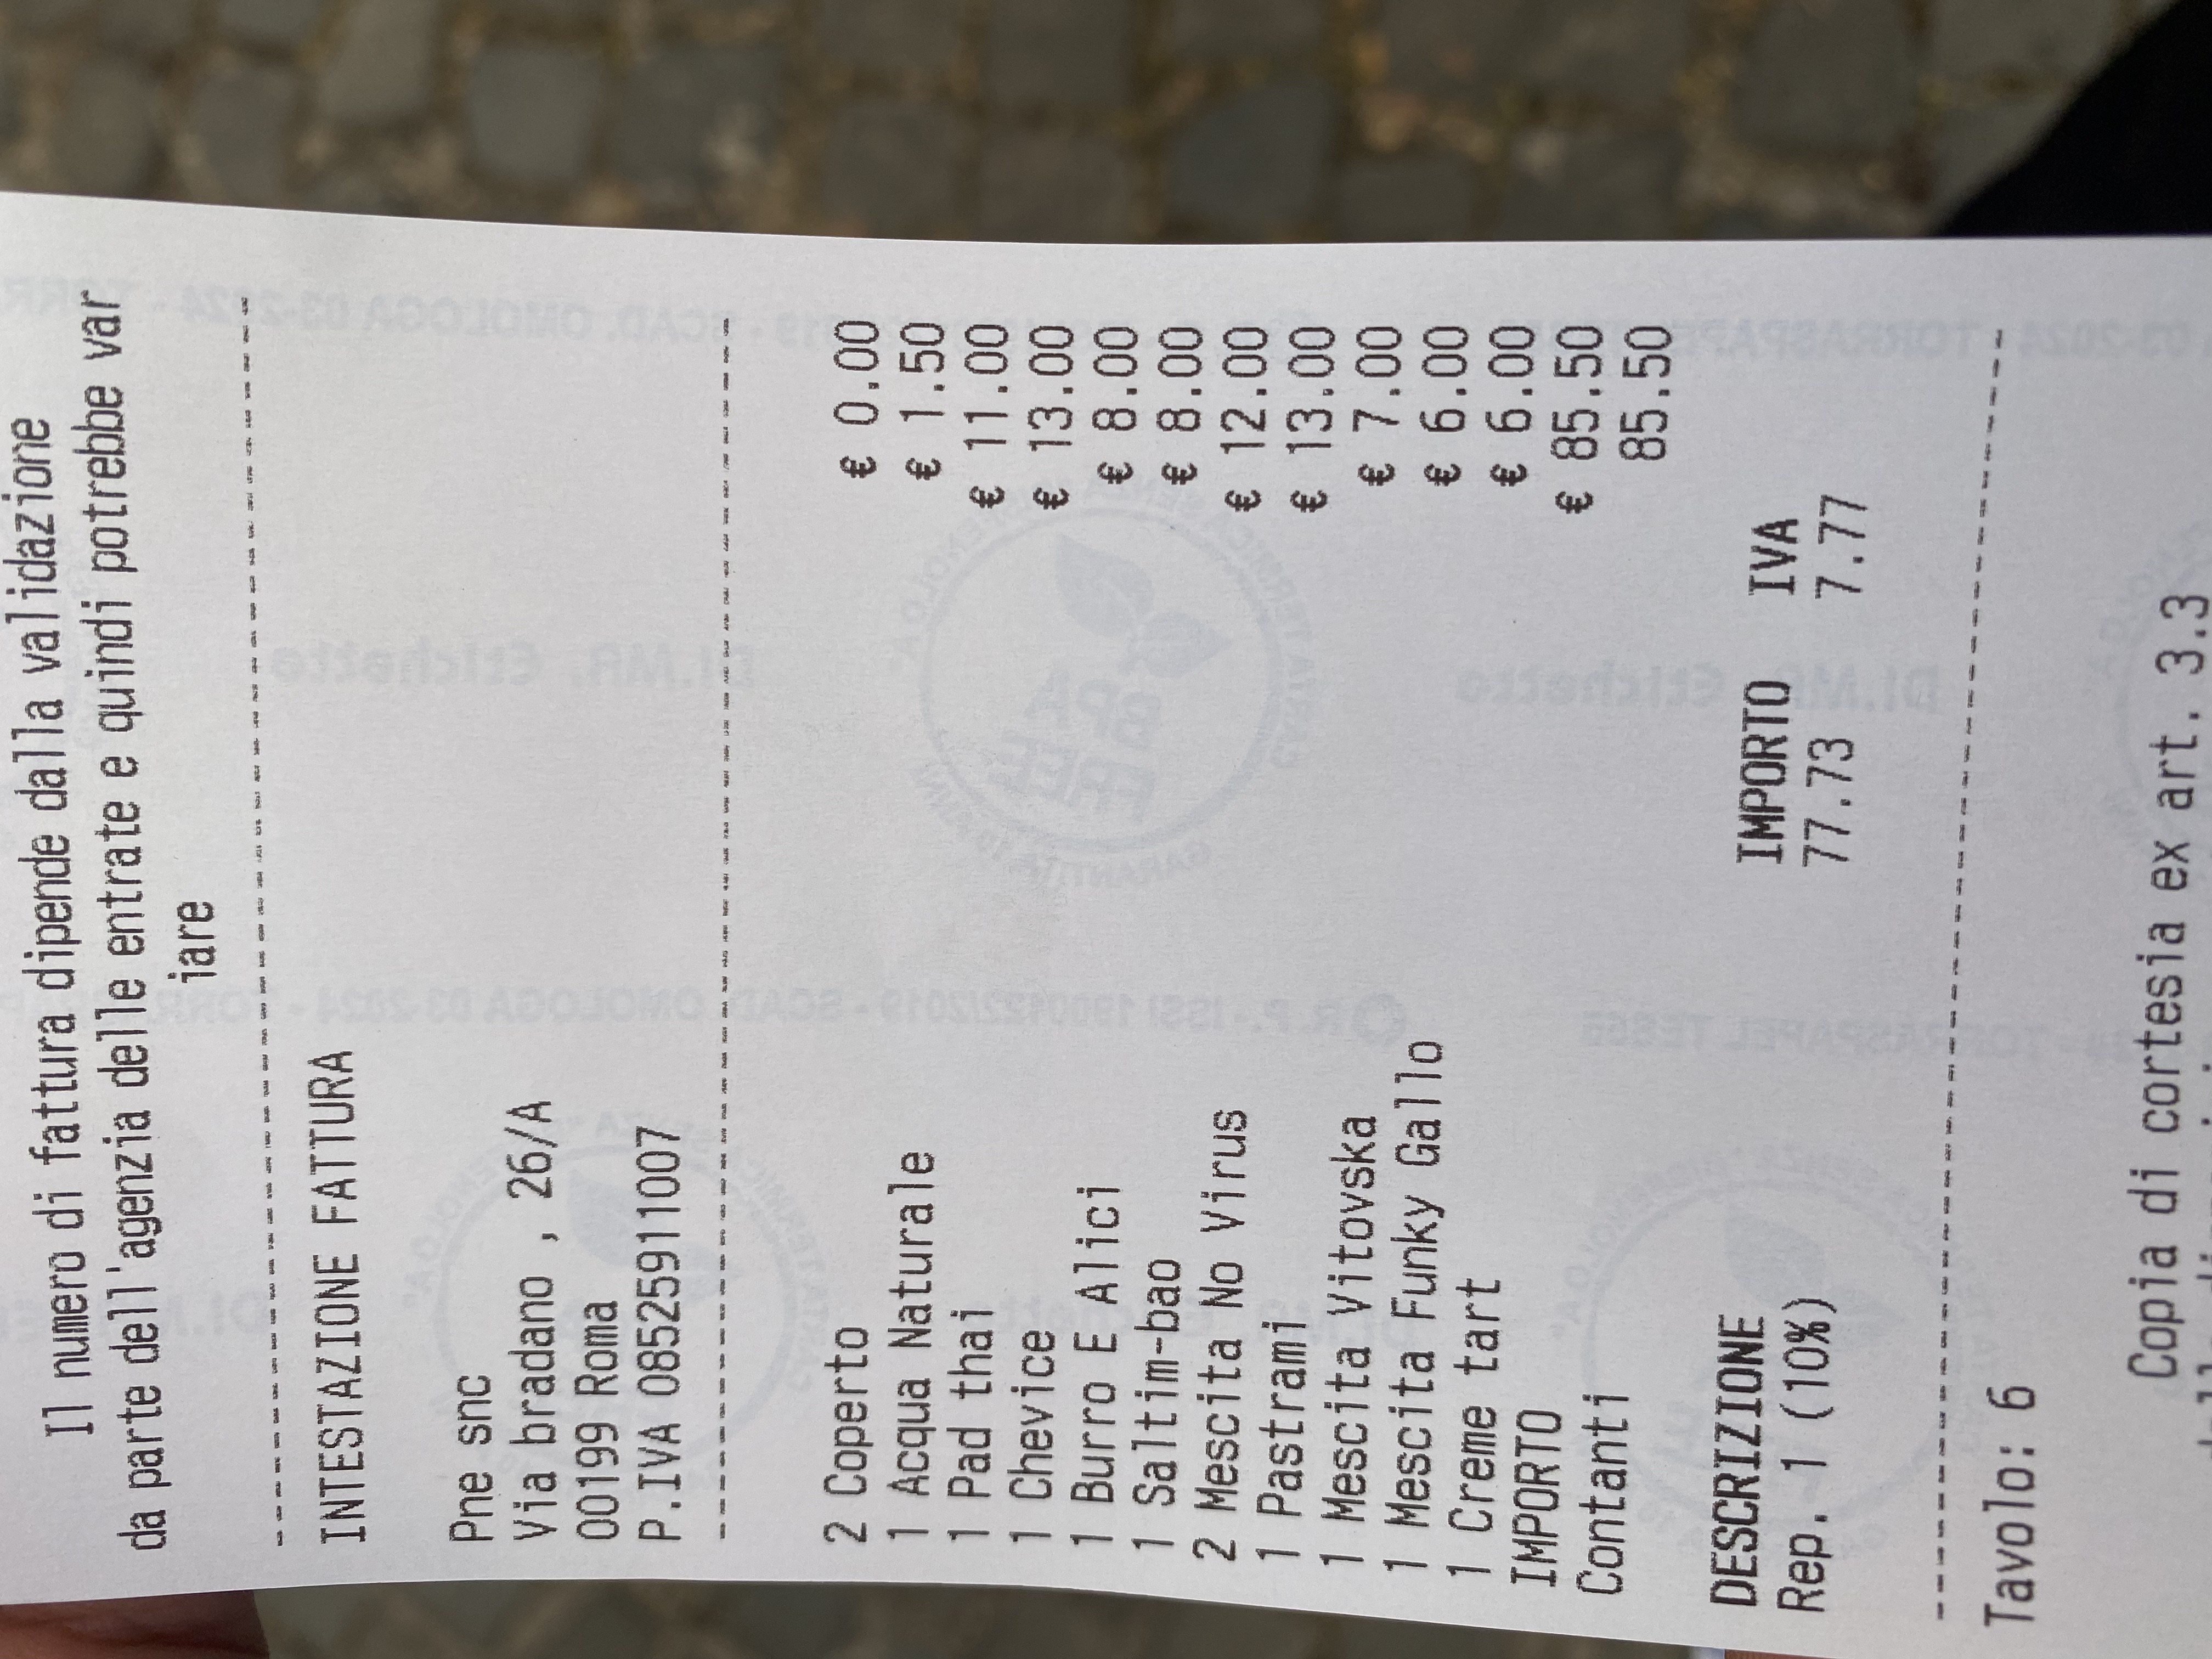 Il numero di fattura dipende dalla validazione
da parte dell'agenzia delle entrate e quindi potrebbe var
iare
INTESTAZIONE FATTURA
Pne snc
Via bradano , 26/A
00199 Roma
P.IVA 08525911007
2 Coperto € 0.00
1 Acqua Naturale € 1.50
1 Pad thai € 11.00
1 Chevice € 13.00
1 Burro E Alici € 8.00
1 Saltim-bao € 8.00
2 Mescita No Virus € 12.00
1 Pastrami € 13.00
1 Mescita Vitovska € 7.00
1 Mescita Funky Gallo € 6.00
1 Creme tart € 6.00
IMPORTO € 85.50
Contanti 85.50
DESCRIZIONE IMPORTO IVA
Rep. 1 (10%) 77.73 7.77
Tavolo: 6
Copia di cortesia ex art. 3.3